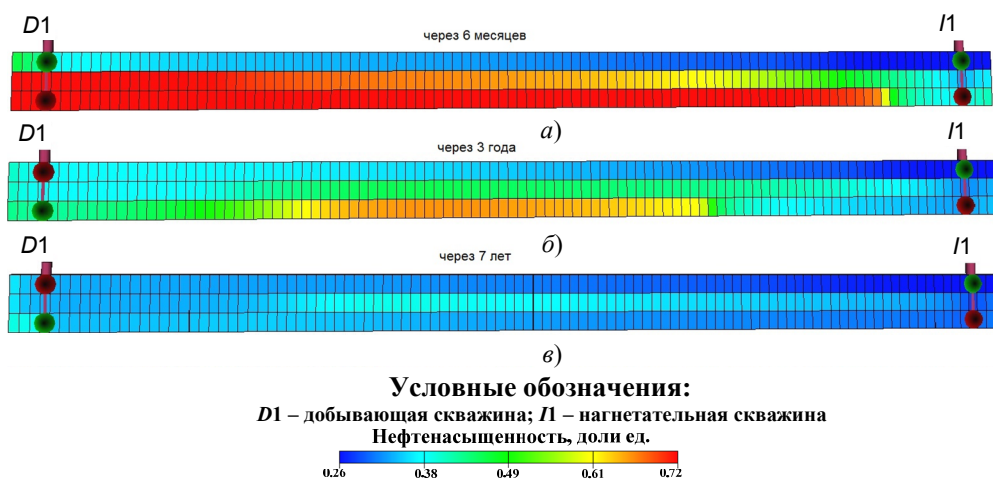 D1 I1
через 6 месяцев
а)
D1 I1
через 3 года
б)
D1 I1
через 7 лет
в)
Условные обозначения:
D1 – добывающая скважина; I1 – нагнетательная скважина
Нефтенасыщенность, доли ед.
0.26 0.38 0.49 0.61 0.72